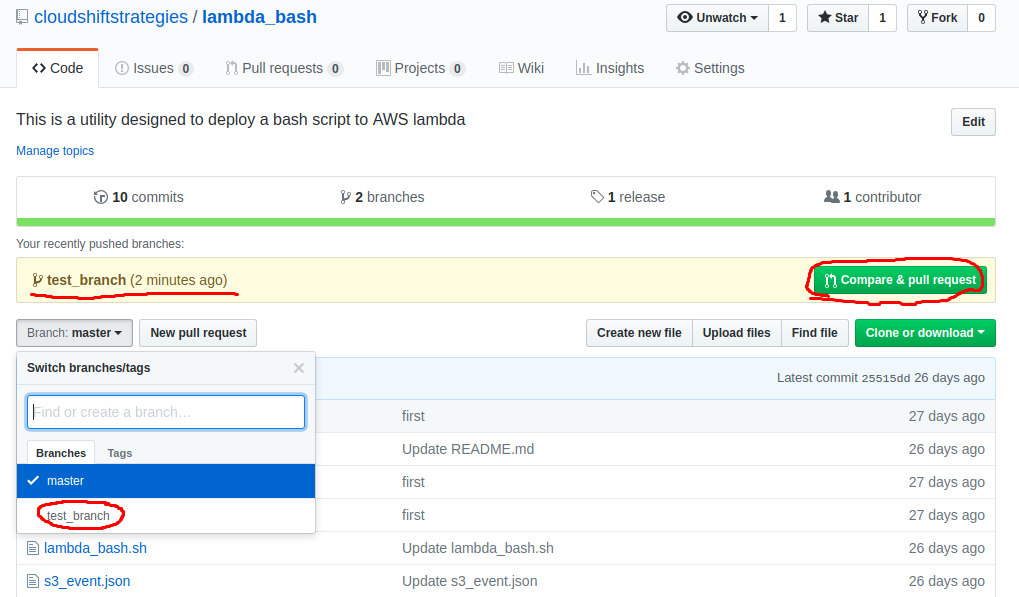 cloudshiftstrategies / lambda_bash
Unwatch 1 Star 1 Fork 0
Code Issues 0 Pull requests 0 Projects 0 Wiki Insights Settings
This is a utility designed to deploy a bash script to AWS lambda
Edit
Manage topics
10 commits 2 branches 1 release 1 contributor
Your recently pushed branches:
test_branch (2 minutes ago) Compare & pull request
Branch: master New pull request Create new file Upload files Find file Clone or download
Switch branches/tags
Latest commit 25515dd 26 days ago
Find or create a branch…
first 27 days ago
Branches Tags
Update README.md 26 days ago
master
first 27 days ago
test_branch
first 27 days ago
lambda_bash.sh Update lambda_bash.sh 26 days ago
s3_event.json Update s3_event.json 26 days ago